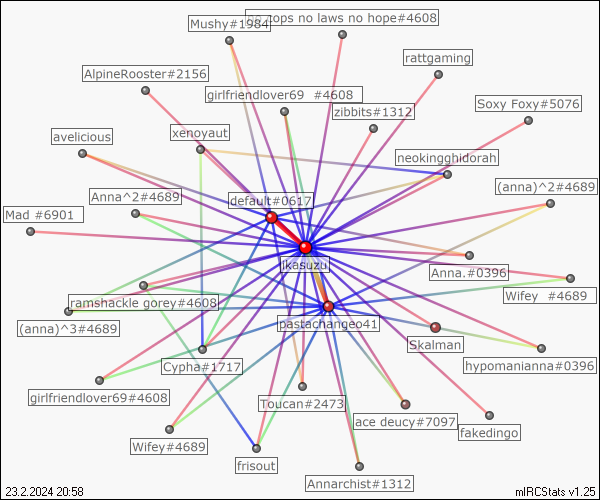 Mushy#1984
cops no laws no hope#4608
rattgaming
AlpineRooster#2156
girlfriendlover69 #4608
zibbits#1312
Soxy Foxy#5076
avelicious
xenoyaut
neokingghidorah
(anna)^2#4689
Anna^2#4689
default#0617
Mad #6901
jkasuzu
Anna.#0396
Wifey #4689
ramshackle gorey#4608
(anna)^3#4689
pastachangeo41
Skalman
hypomanianna#0396
Cypha#1717
girlfriendlover69#4608
Toucan#2473
ace deucy#7097
fakedingo
Wifey#4689
frisout
Annarchist#1312
23.2.2024 20:58
mIRCStats v1.25